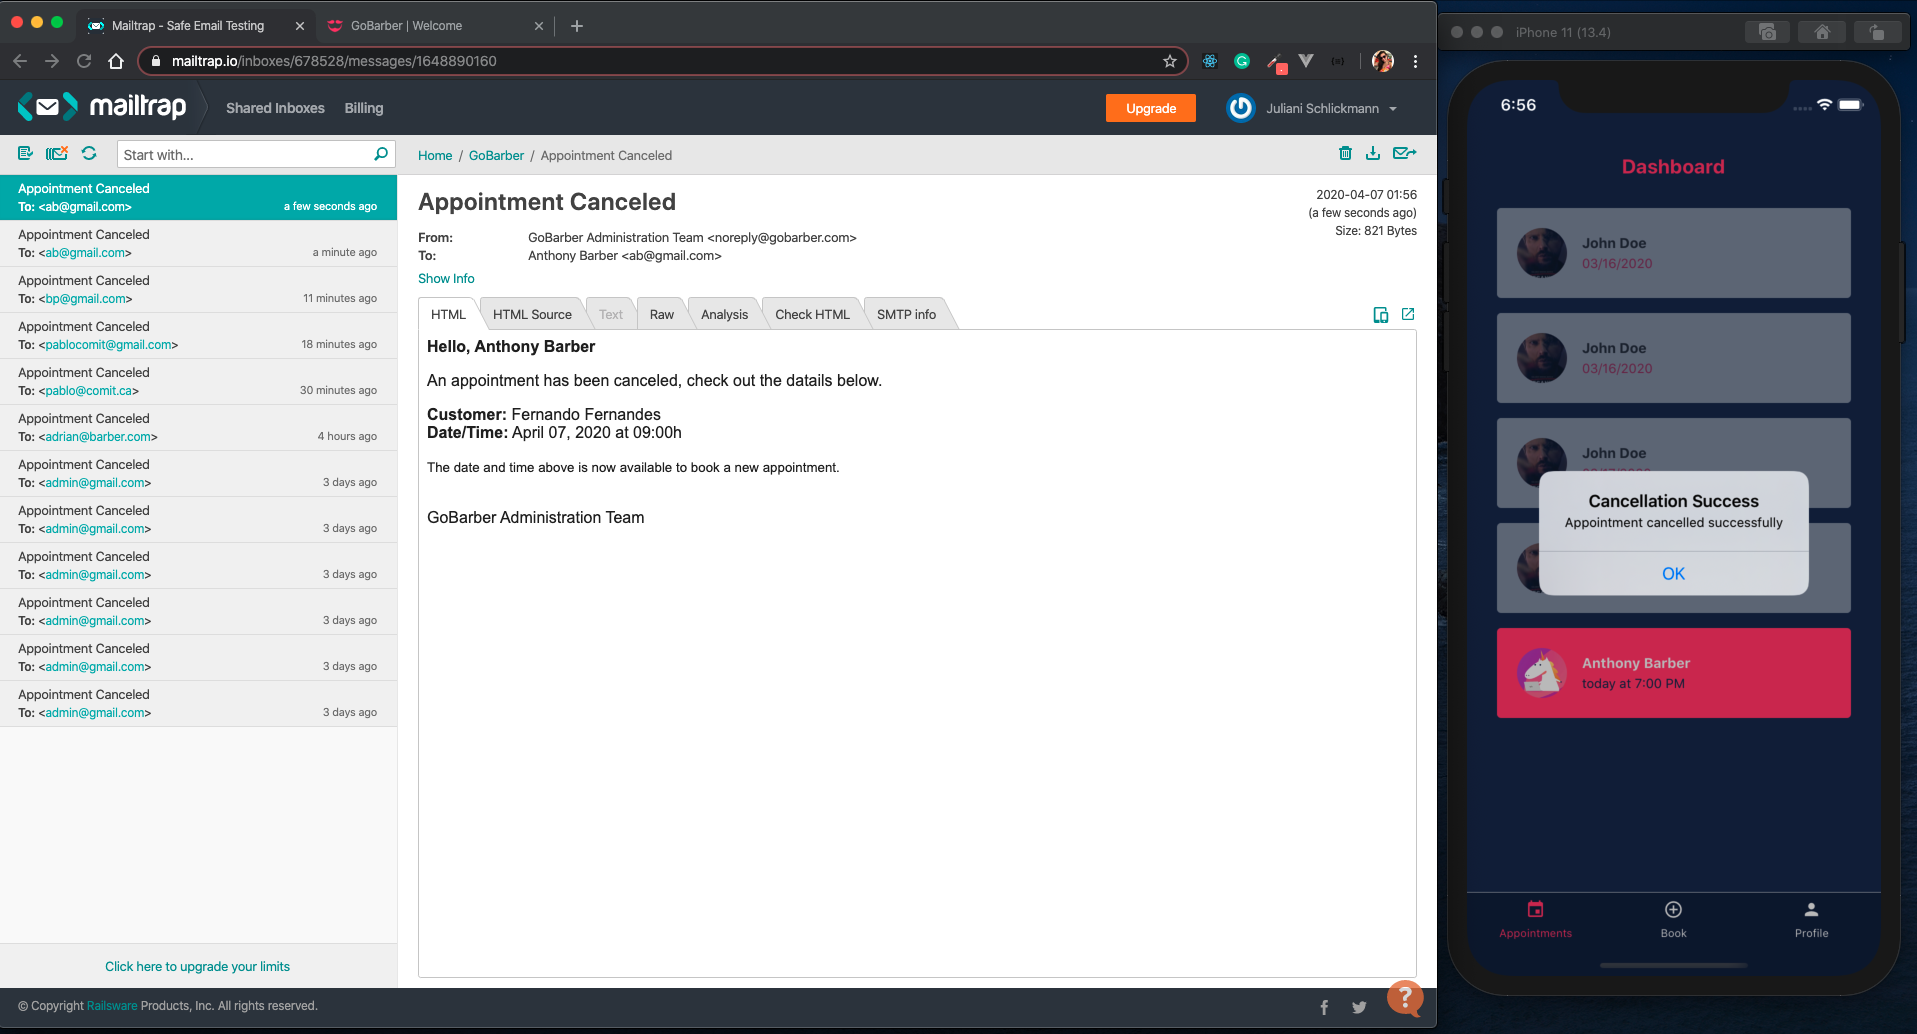 Mailtrap - Safe Email Testing
GoBarber | Welcome
mailtrap.io/inboxes/678528/messages/1648890160
mailtrap
Shared Inboxes
Billing
Upgrade
Juliani Schlickmann
Start with...
Home / GoBarber / Appointment Canceled
Appointment Canceled
To: <ab@gmail.com>
a few seconds ago
Appointment Canceled
To: <ab@gmail.com>
a minute ago
Appointment Canceled
To: <bp@gmail.com>
11 minutes ago
Appointment Canceled
To: <pablocomit@gmail.com>
18 minutes ago
Appointment Canceled
To: <pablo@comit.ca>
30 minutes ago
Appointment Canceled
To: <adrian@barber.com>
4 hours ago
Appointment Canceled
To: <admin@gmail.com>
3 days ago
Appointment Canceled
To: <admin@gmail.com>
3 days ago
Appointment Canceled
To: <admin@gmail.com>
3 days ago
Appointment Canceled
To: <admin@gmail.com>
3 days ago
Appointment Canceled
To: <admin@gmail.com>
3 days ago
Appointment Canceled
To: <admin@gmail.com>
3 days ago
Click here to upgrade your limits
Appointment Canceled
2020-04-07 01:56
(a few seconds ago)
Size: 821 Bytes
From: GoBarber Administration Team <noreply@gobarber.com>
To: Anthony Barber <ab@gmail.com>
Show Info
HTML
HTML Source
Text
Raw
Analysis
Check HTML
SMTP info
Hello, Anthony Barber
An appointment has been canceled, check out the datails below.
Customer: Fernando Fernandes
Date/Time: April 07, 2020 at 09:00h
The date and time above is now available to book a new appointment.
GoBarber Administration Team
© Copyright Railsware Products, Inc. All rights reserved.
?
iPhone 11 (13.4)
6:56
Dashboard
John Doe
03/16/2020
John Doe
03/16/2020
John Doe
Cancellation Success
Appointment cancelled successfully
OK
Anthony Barber
today at 7:00 PM
Appointments
Book
Profile